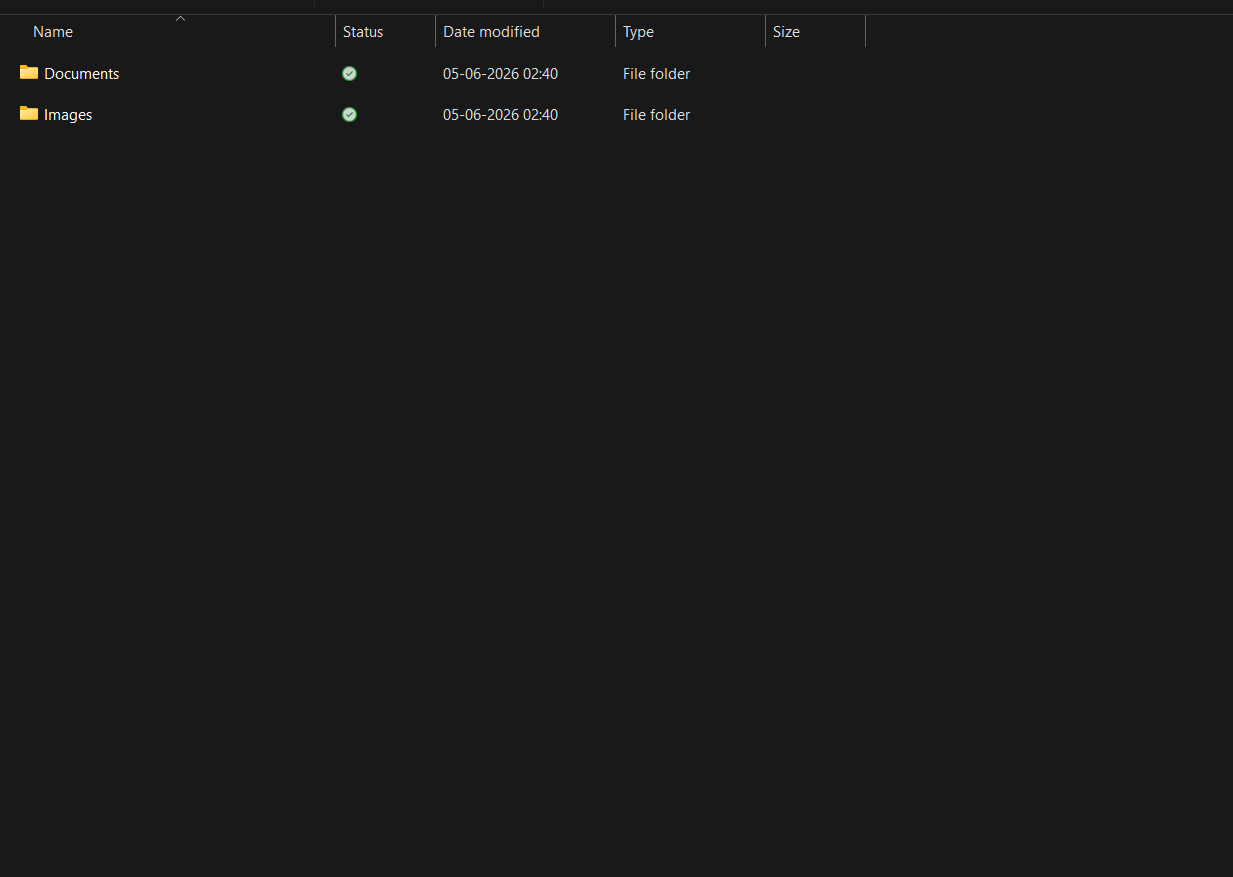 Name Status Date modified Type Size
Documents 05-06-2026 02:40 File folder
Images 05-06-2026 02:40 File folder